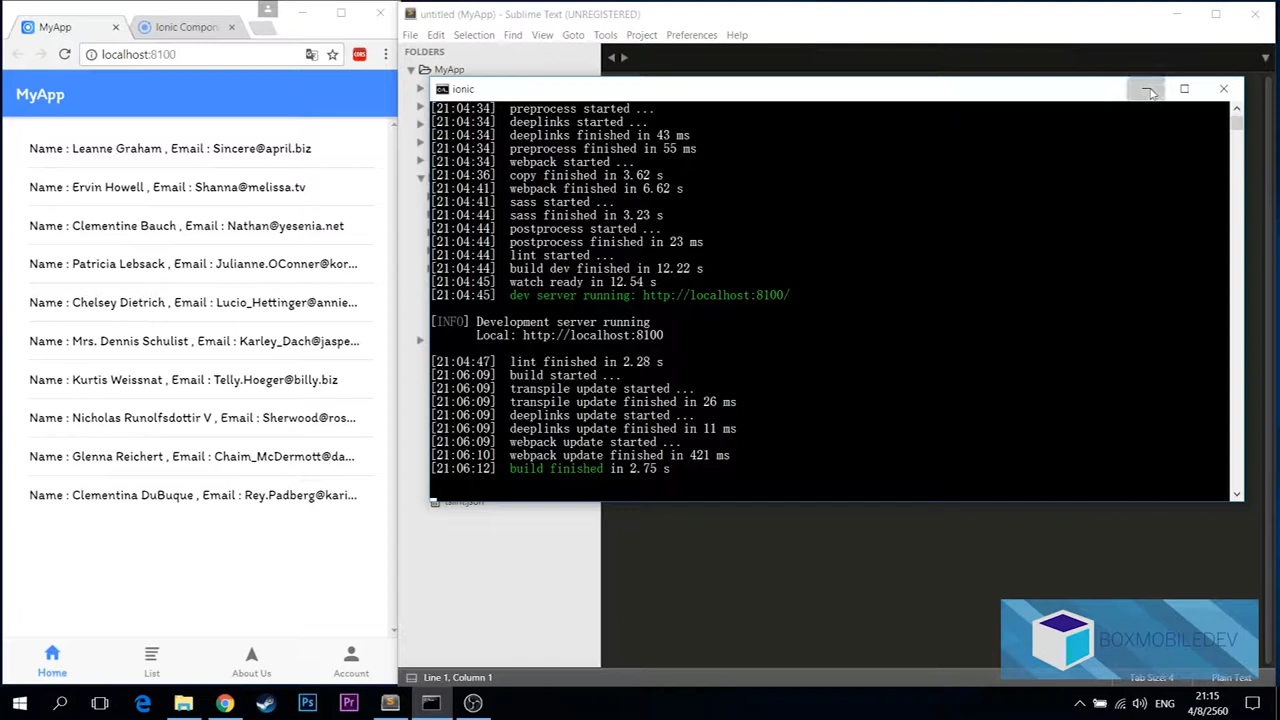 MyApp
Ionic Compon
localhost:8100
CORS
MyApp
Name : Leanne Graham , Email : Sincere@april.biz
Name : Ervin Howell , Email : Shanna@melissa.tv
Name : Clementine Bauch , Email : Nathan@yesenia.net
Name : Patricia Lebsack , Email : Julianne.OConner@kor...
Name : Chelsey Dietrich , Email : Lucio_Hettinger@annie...
Name : Mrs. Dennis Schulist , Email : Karley_Dach@jaspe...
Name : Kurtis Weissnat , Email : Telly.Hoeger@billy.biz
Name : Nicholas Runolfsdottir V , Email : Sherwood@ros...
Name : Glenna Reichert , Email : Chaim_McDermott@da...
Name : Clementina DuBuque , Email : Rey.Padberg@kari...
Home
List
About Us
Account
untitled (MyApp) - Sublime Text (UNREGISTERED)
File Edit Selection Find View Goto Tools Project Preferences Help
FOLDERS
MyApp
ionic
[21:04:34] preprocess started ...
[21:04:34] deeplinks started ...
[21:04:34] deeplinks finished in 43 ms
[21:04:34] preprocess finished in 55 ms
[21:04:34] webpack started ...
[21:04:36] copy finished in 3.62 s
[21:04:41] webpack finished in 6.62 s
[21:04:41] sass started ...
[21:04:44] sass finished in 3.23 s
[21:04:44] postprocess started ...
[21:04:44] postprocess finished in 23 ms
[21:04:44] lint started ...
[21:04:44] build dev finished in 12.22 s
[21:04:45] watch ready in 12.54 s
[21:04:45] dev server running: http://localhost:8100/
[INFO] Development server running
Local: http://localhost:8100
[21:04:47] lint finished in 2.28 s
[21:06:09] build started ...
[21:06:09] transpile update started ...
[21:06:09] transpile update finished in 26 ms
[21:06:09] deeplinks update started ...
[21:06:09] deeplinks update finished in 11 ms
[21:06:09] webpack update started ...
[21:06:10] webpack update finished in 421 ms
[21:06:12] build finished in 2.75 s
tslint.json
BOXMOBILEDEV
Line 1, Column 1
Tab Size: 4
Plain Text
Ps
Pr
ENG
21:15
4/8/2560